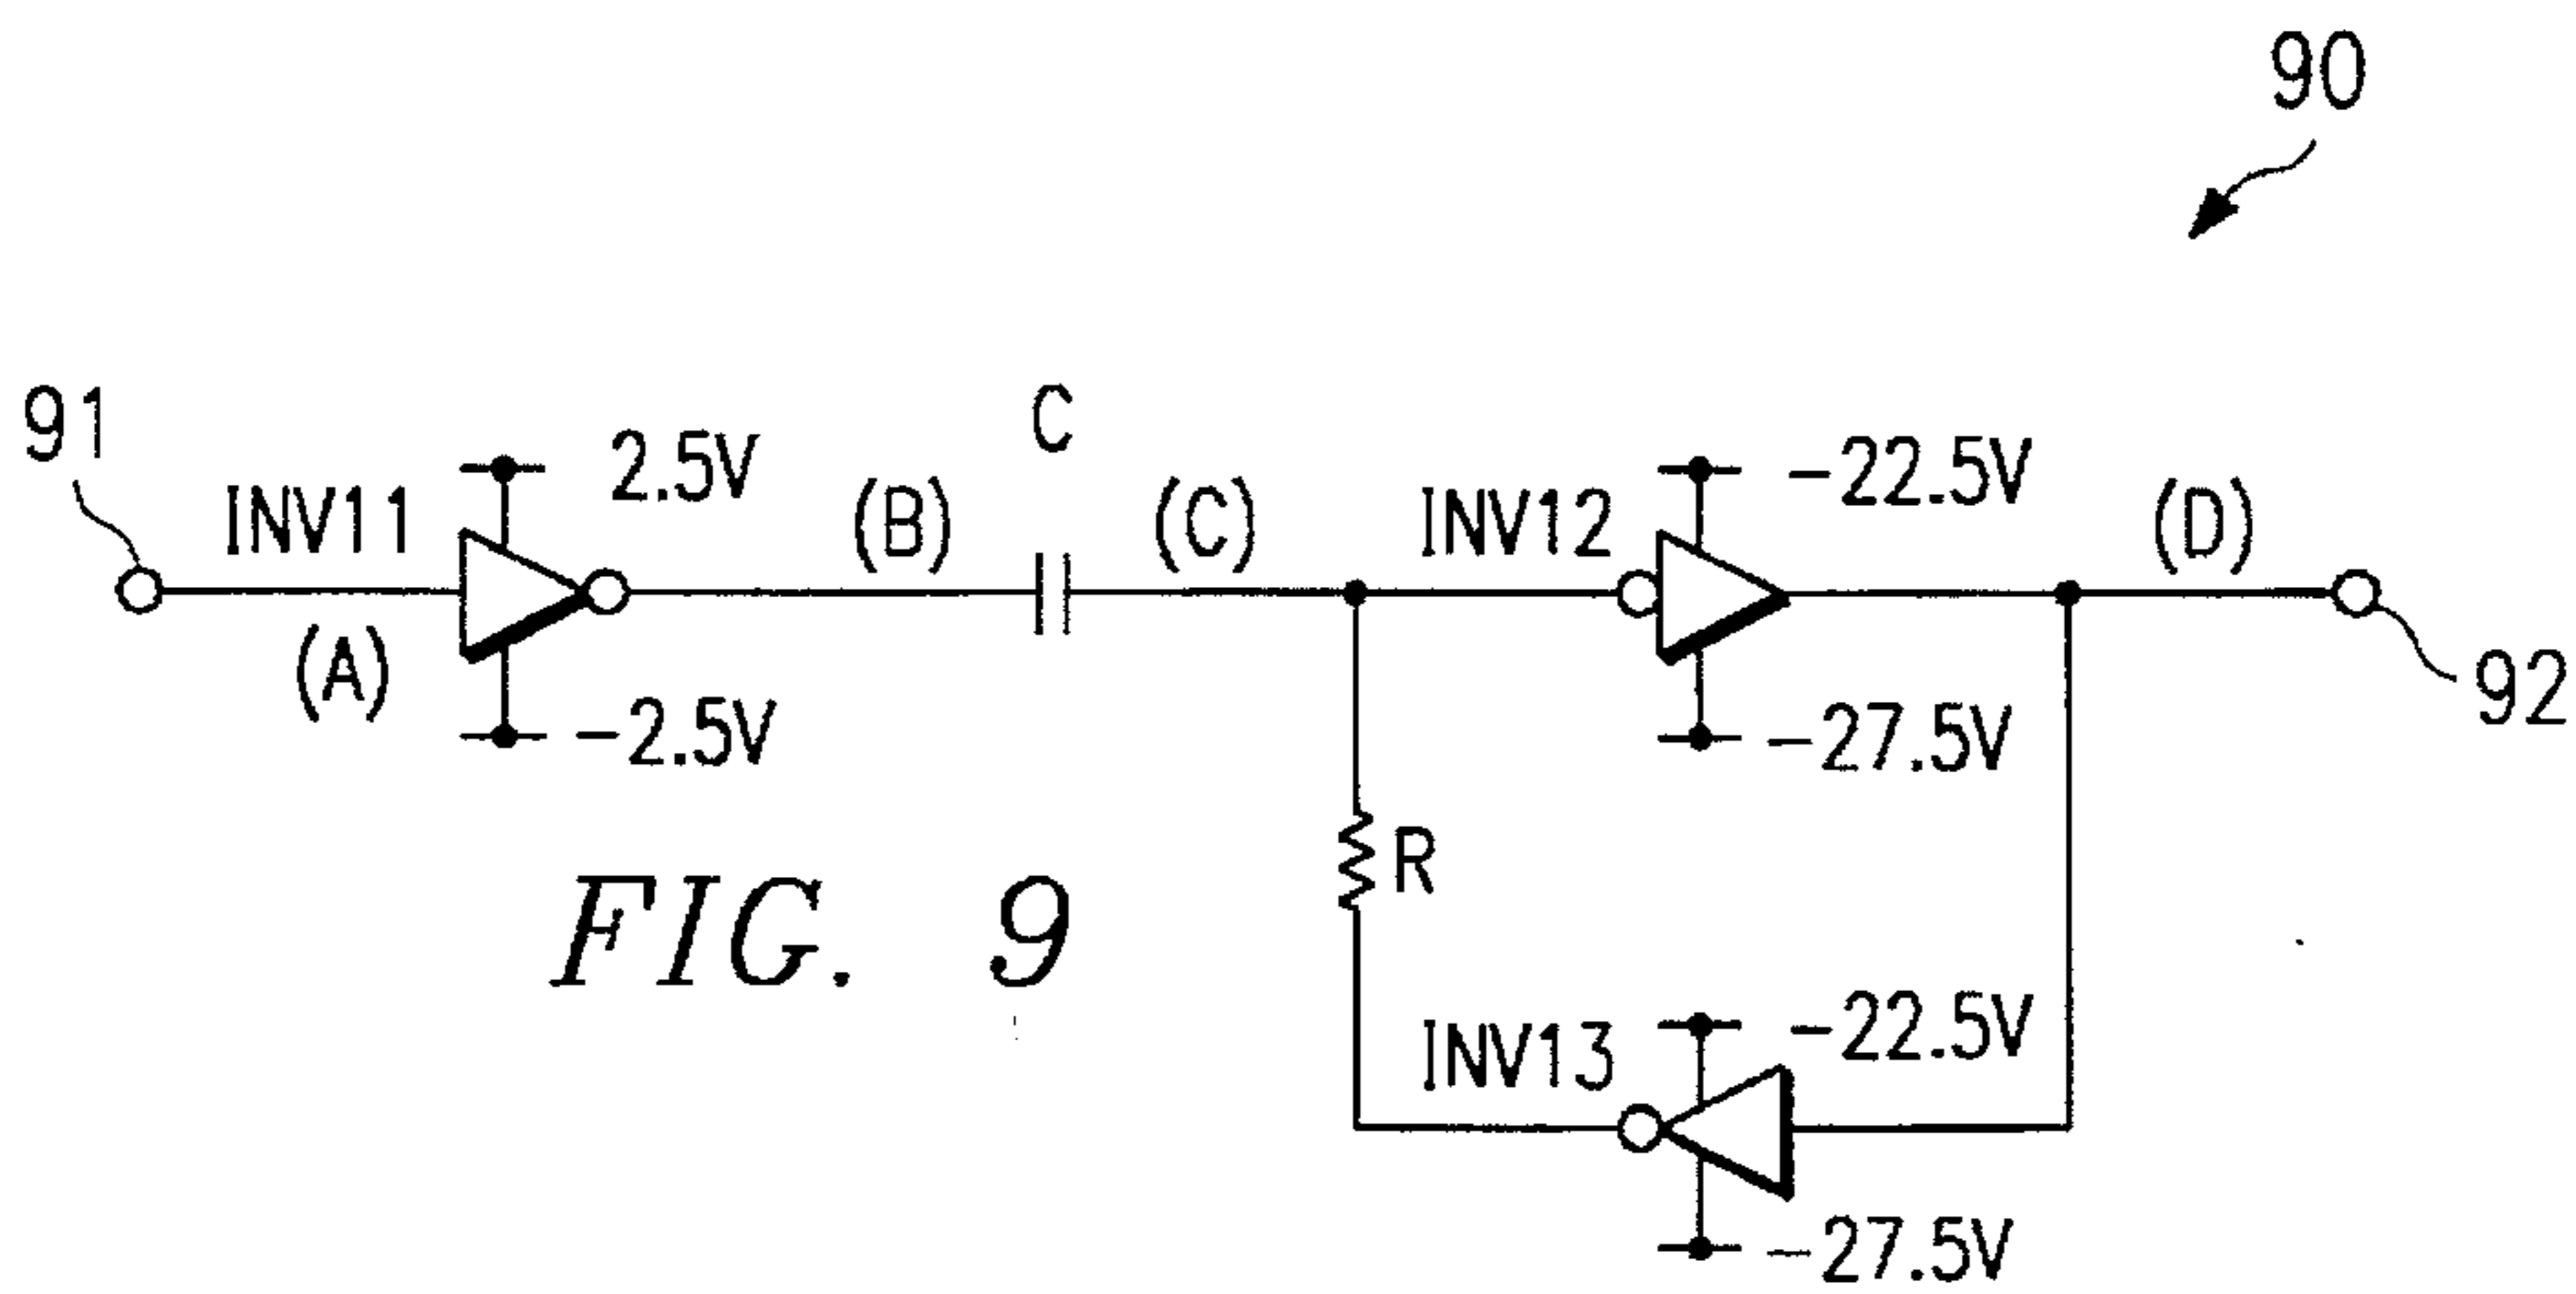 90
91
INV11
2.5V
(A)
-2.5V
(B)
C
(C)
INV12
-22.5V
-27.5V
(D)
92
R
INV13
-22.5V
-27.5V
FIG. 9